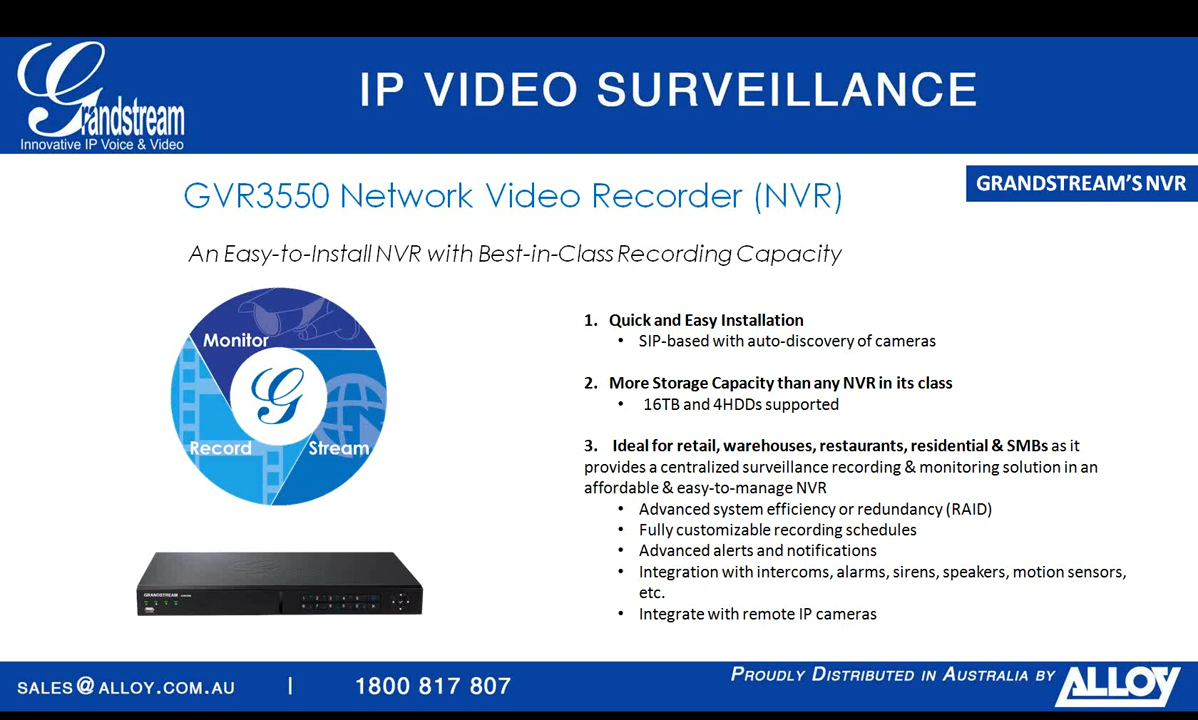 Grandstream
Innovative IP Voice & Video
IP VIDEO SURVEILLANCE
GRANDSTREAM'S NVR
GVR3550 Network Video Recorder (NVR)
An Easy-to-Install NVR with Best-in-Class Recording Capacity
Monitor
Record
Stream
G
1. Quick and Easy Installation
• SIP-based with auto-discovery of cameras
2. More Storage Capacity than any NVR in its class
• 16TB and 4HDDs supported
3. Ideal for retail, warehouses, restaurants, residential & SMBs as it
provides a centralized surveillance recording & monitoring solution in an
affordable & easy-to-manage NVR
• Advanced system efficiency or redundancy (RAID)
• Fully customizable recording schedules
• Advanced alerts and notifications
• Integration with intercoms, alarms, sirens, speakers, motion sensors,
etc.
• Integrate with remote IP cameras
GRANDSTREAM
SALES@ALLOY.COM.AU | 1800 817 807
PROUDLY DISTRIBUTED IN AUSTRALIA BY ALLOY